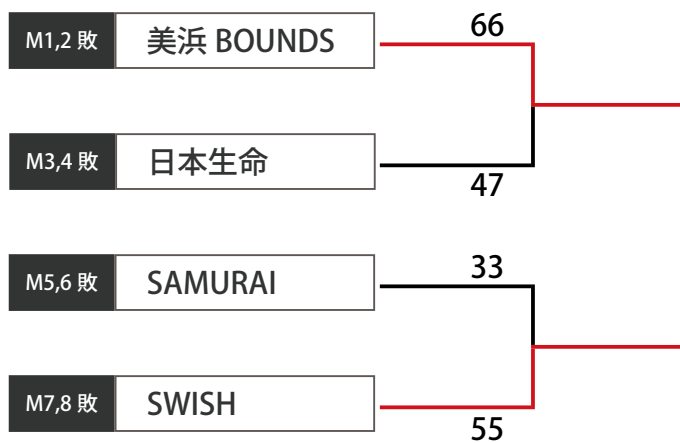 M1,2 敗 美浜 BOUNDS 66
M3,4 敗 日本生命 47
M5,6 敗 SAMURAI 33
M7,8 敗 SWISH 55